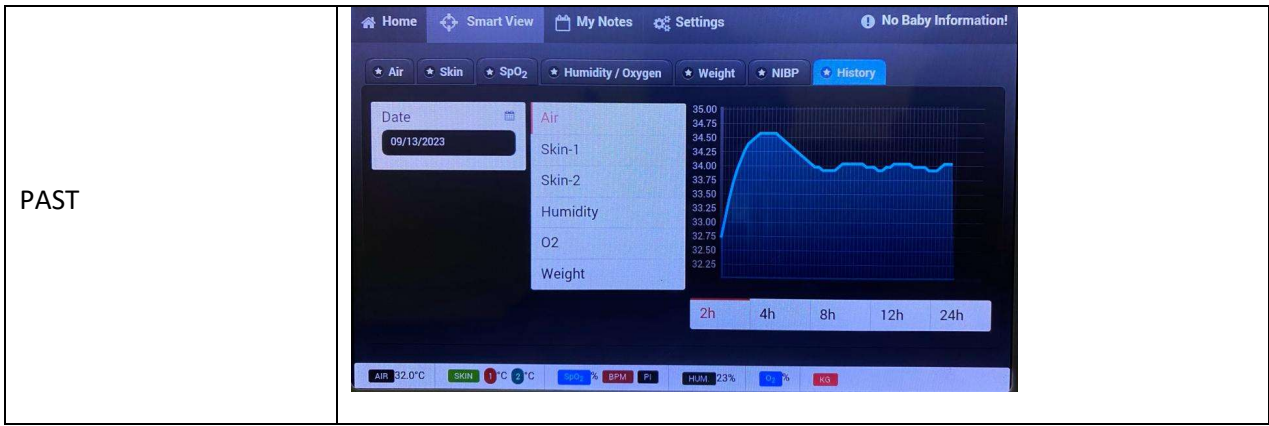 PAST
Home Smart View My Notes Settings No Baby Information!
Air Skin SpO2 Humidity / Oxygen Weight NIBP History
Date
09/13/2023
Air
Skin-1
Skin-2
Humidity
O2
Weight
35.00
34.75
34.50
34.25
34.00
33.75
33.50
33.25
33.00
32.75
32.50
32.25
2h 4h 8h 12h 24h
AIR 32.0°C SKIN 1 °C 2 °C SpO2 % BPM PI HUM. 23% O2 % KG